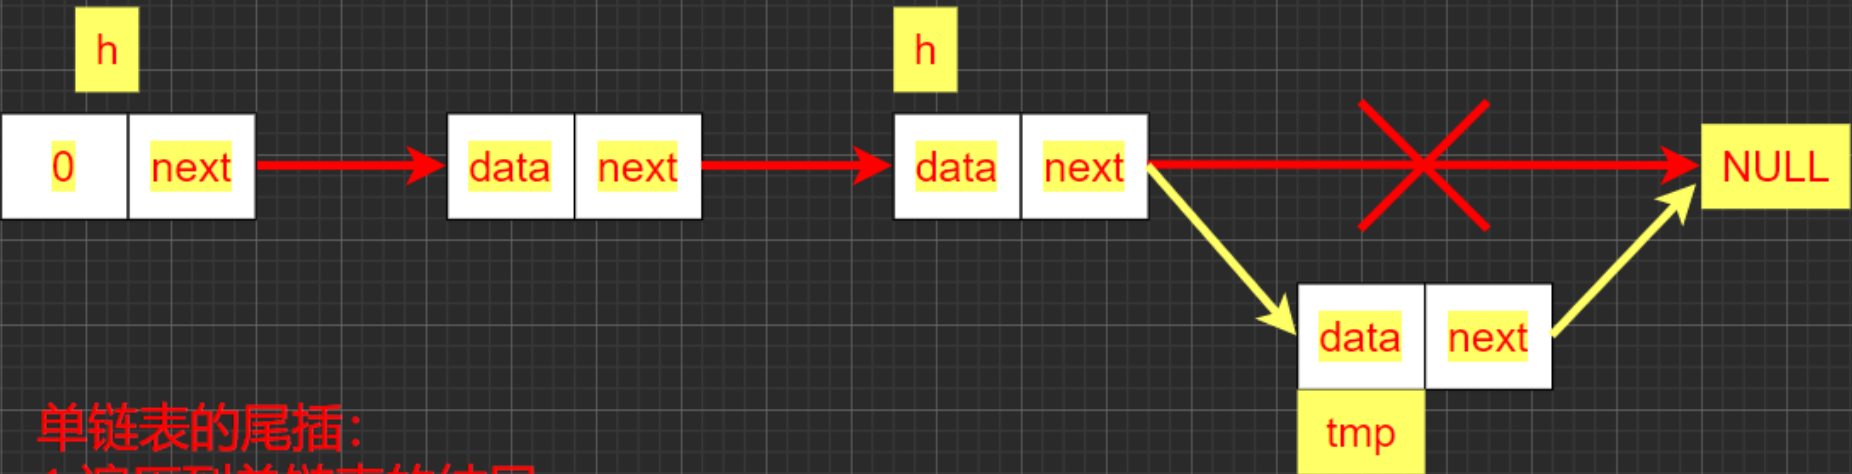 h h
0 next data next data next NULL
data next
单链表的尾插：
tmp